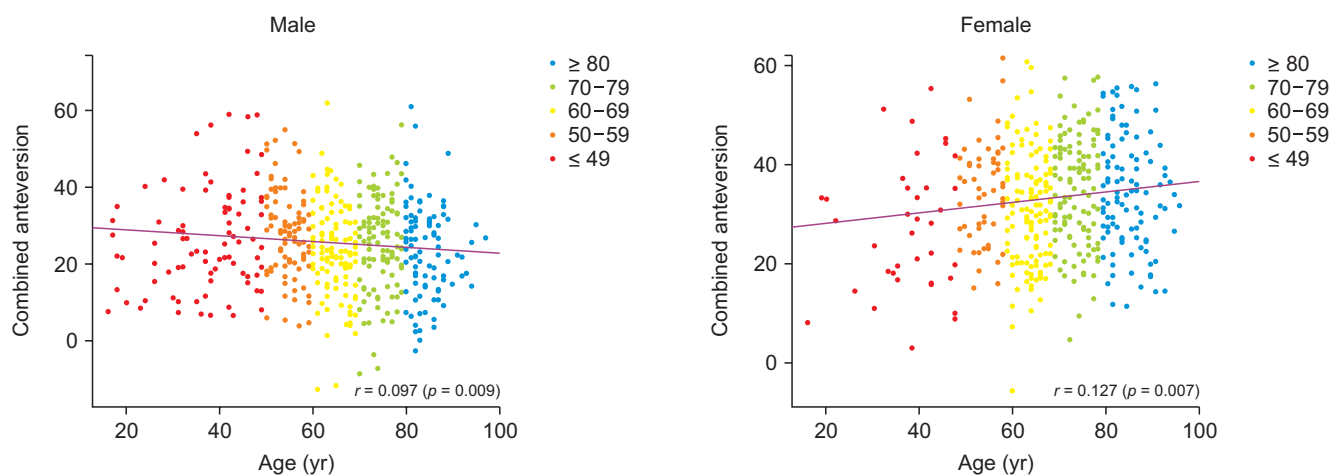 Male
≥ 80
70–79
60–69
50–59
≤ 49
Combined anteversion
60
40
20
0
r = 0.097 (p = 0.009)
20 40 60 80 100
Age (yr)
Female
≥ 80
70–79
60–69
50–59
≤ 49
Combined anteversion
60
40
20
0
r = 0.127 (p = 0.007)
20 40 60 80 100
Age (yr)